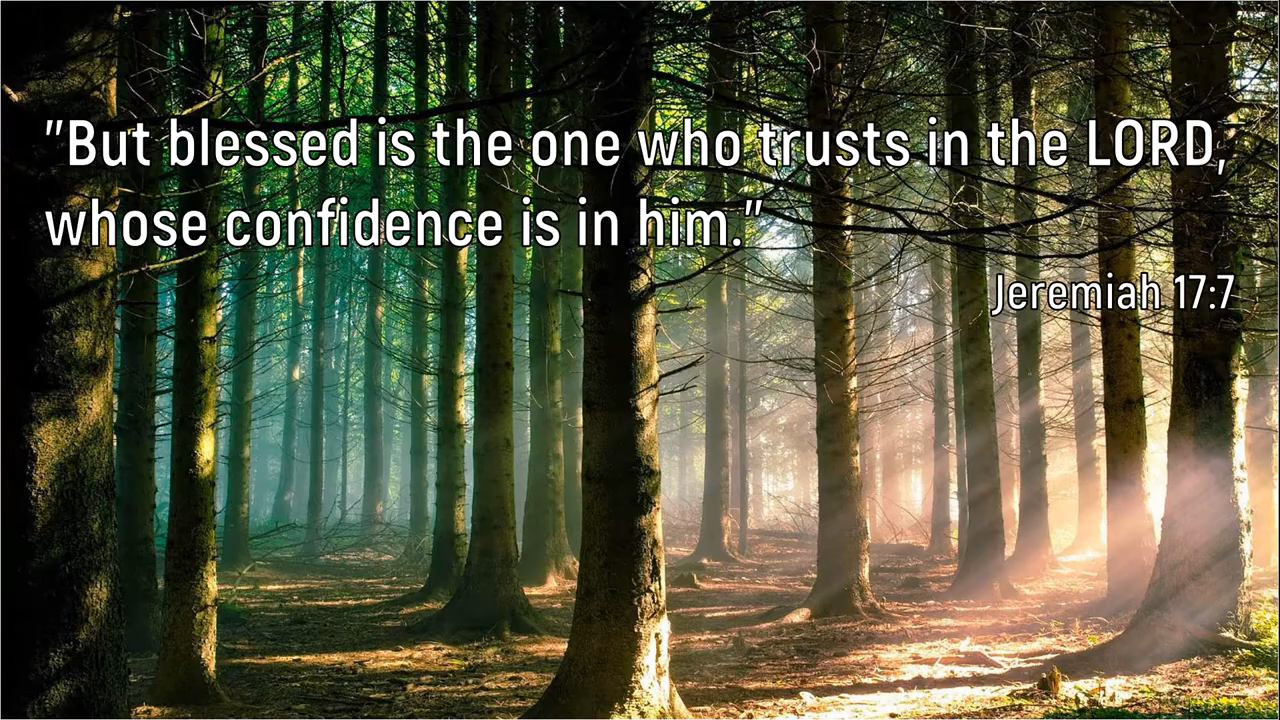 "But blessed is the one who trusts in the LORD,
whose confidence is in him."
Jeremiah 17:7